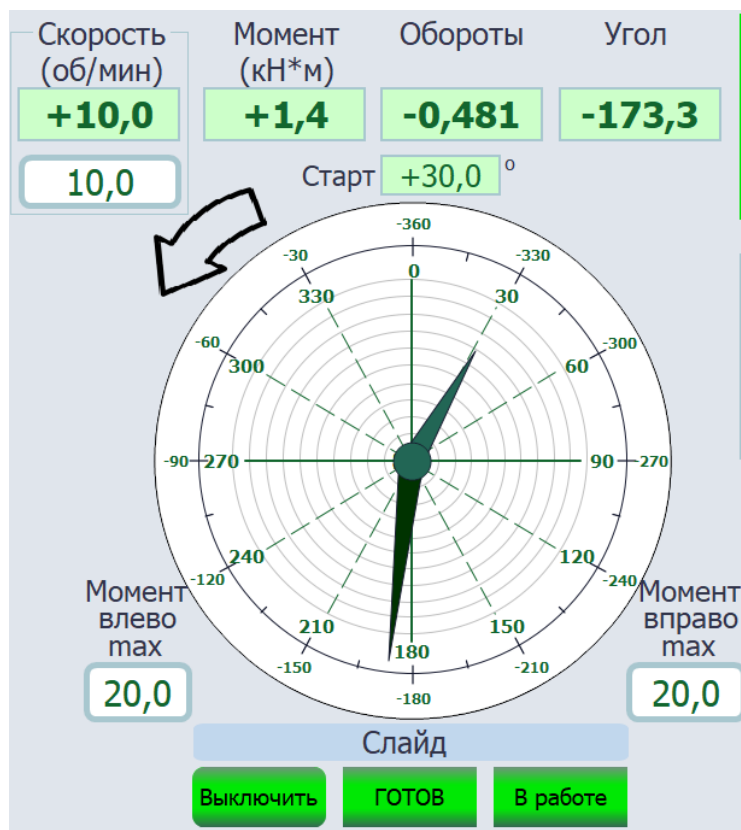 Скорость Момент Обороты Угол
(об/мин) (кН*м)
+10,0 +1,4 -0,481 -173,3
10,0 Старт +30,0 °
-360
-30 -330
0
330 30
-60 -300
300 60
-90 270 90 -270
240 120
-120 -240
Момент Момент
влево вправо
max max
210 150
180
-150 -210
20,0 -180 20,0
Слайд
Выключить ГОТОВ В работе